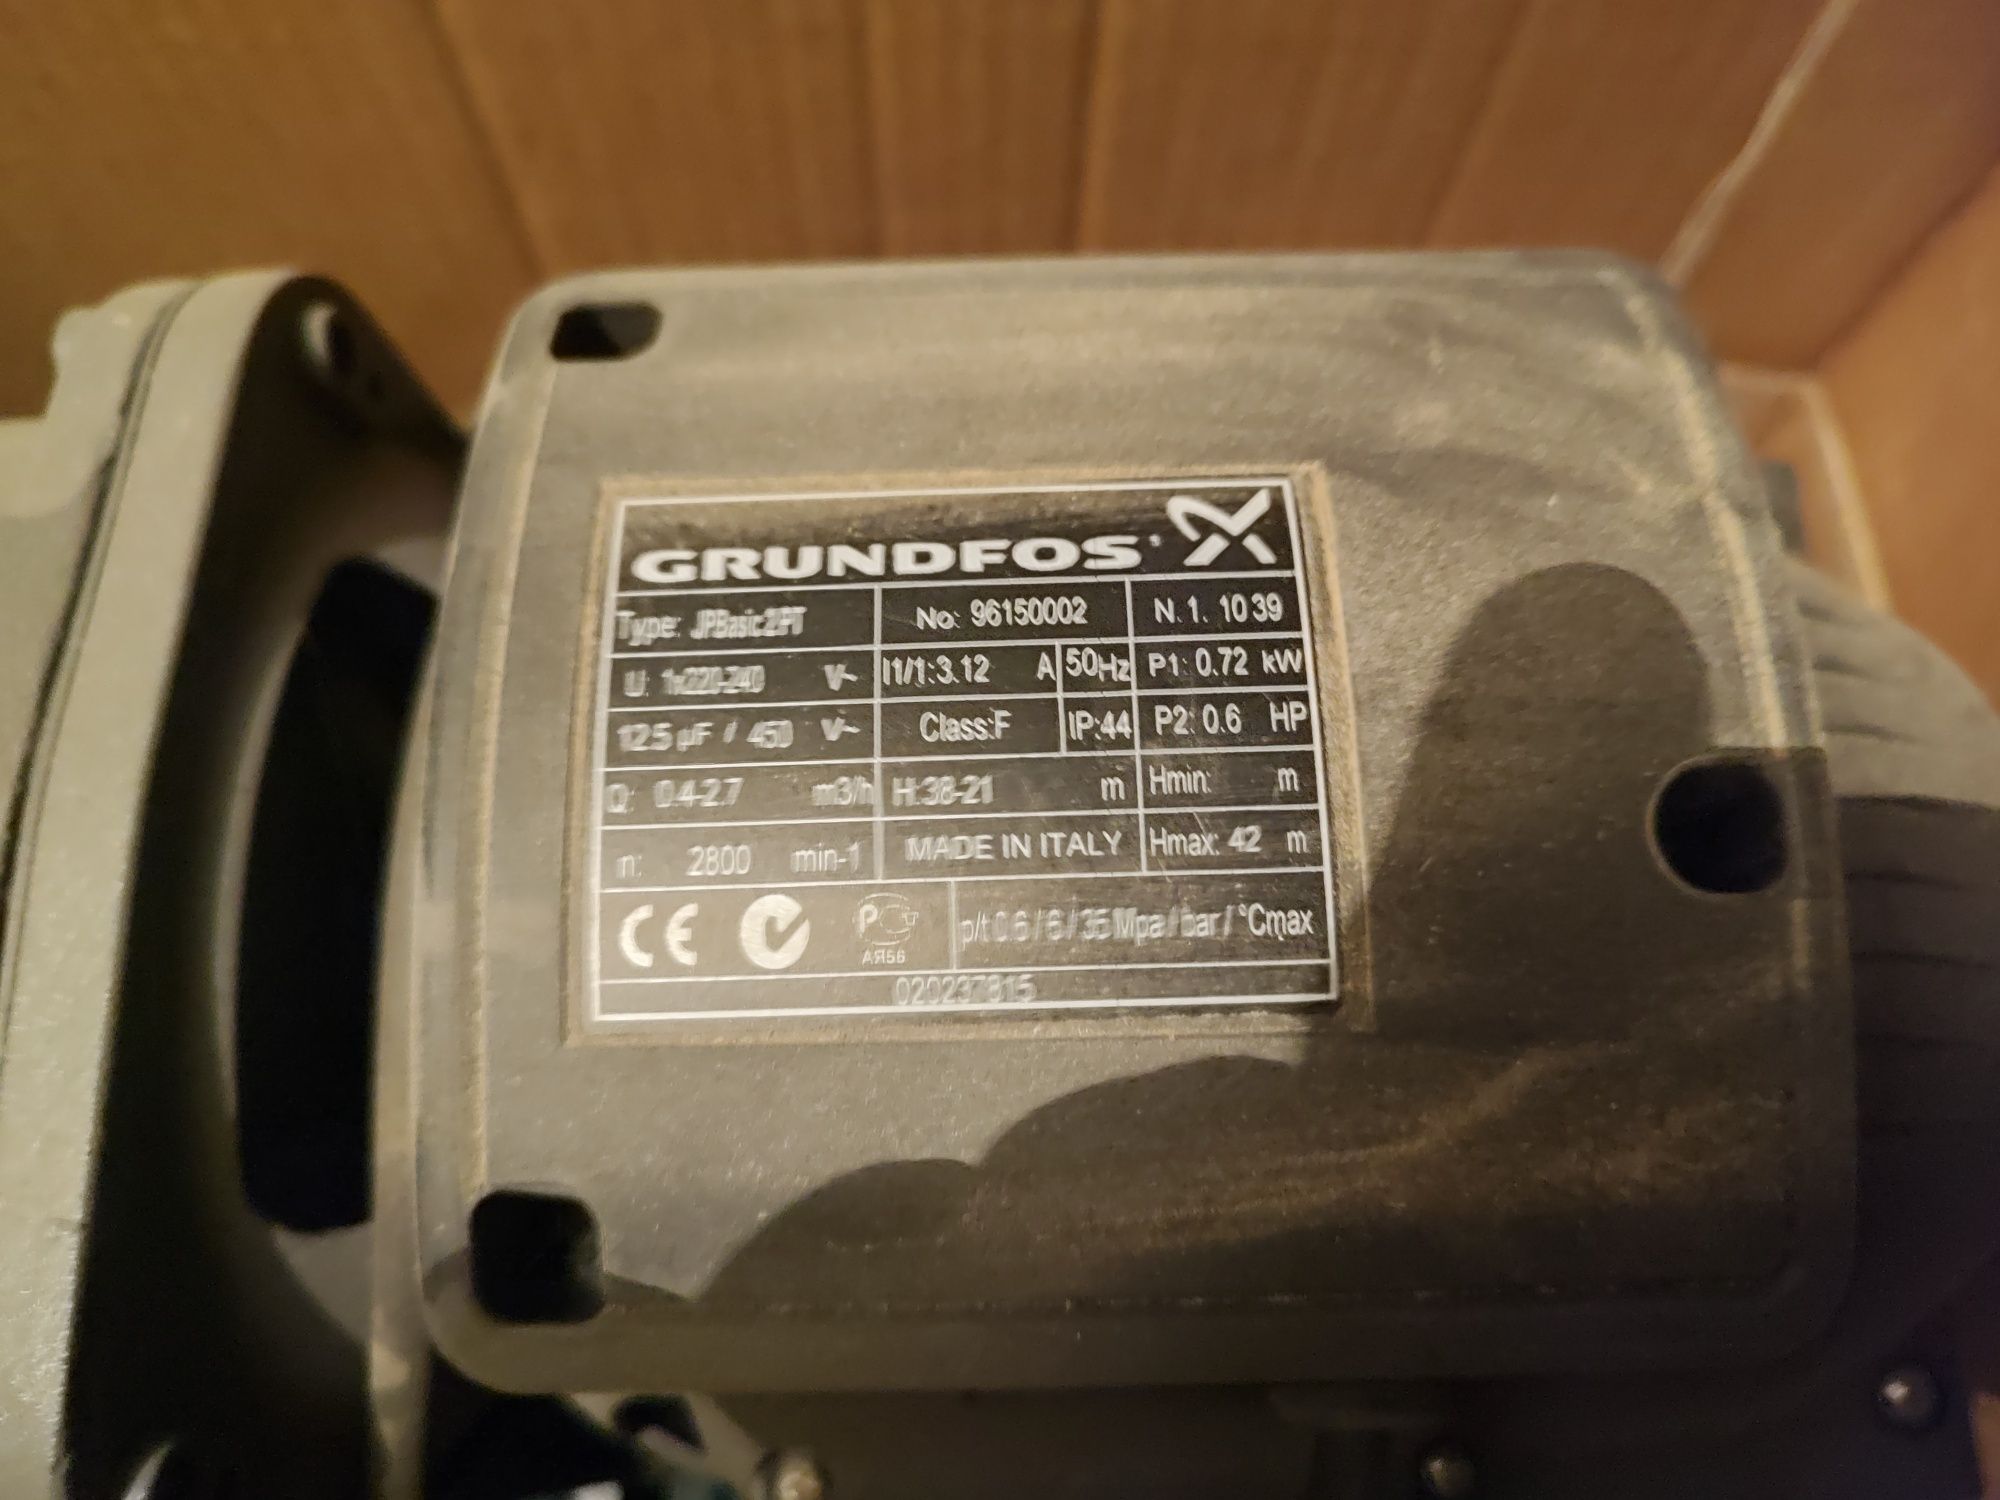 GRUNDFOS
Type: JPBasic2PT No: 96150002 N. 1. 10 39
U: 1x220-240 V~ I1/1:3.12 A 50Hz P1: 0.72 kW
12.5 µF / 450 V~ Class:F IP:44 P2: 0.6 HP
Q: 0.4-2.7 m3/h H:38-21 m Hmin: m
n: 2800 min-1 MADE IN ITALY Hmax: 42 m
CE PCT p/t 0.6 / 6 / 35 Mpa / bar / °Cmax
АЯ56
020237815